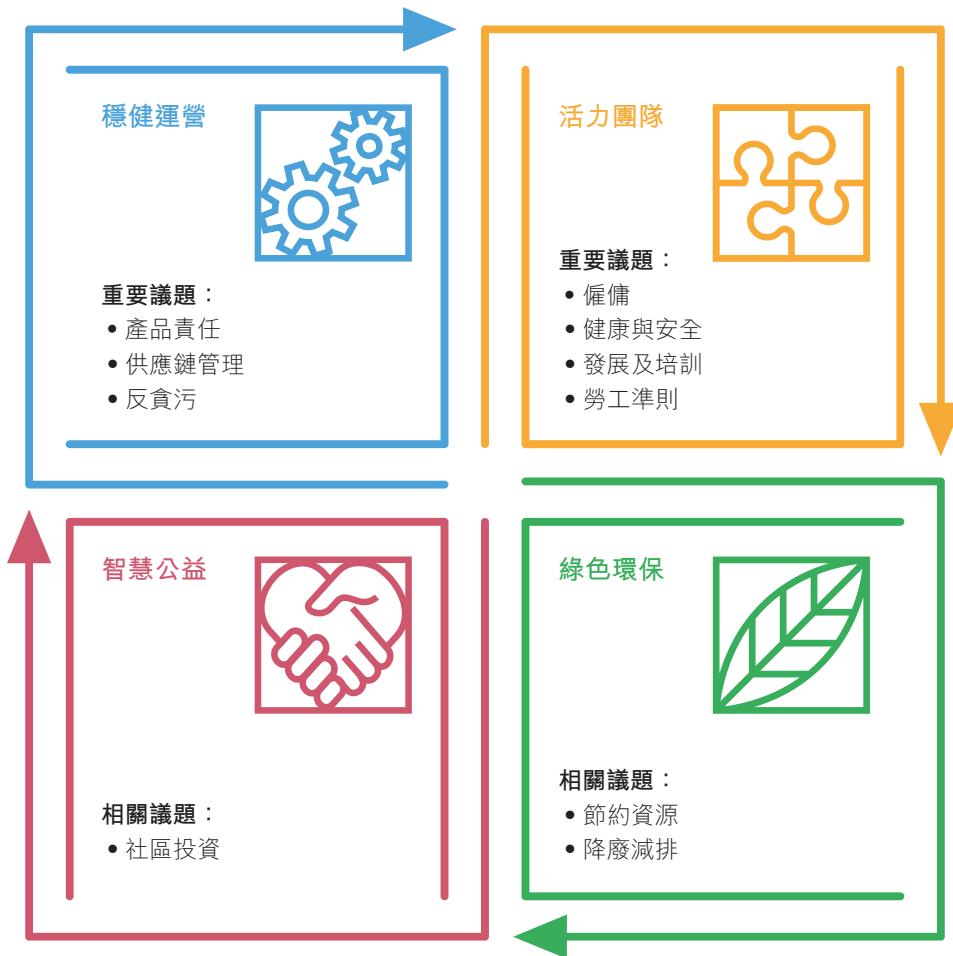 穩健運營
重要議題：
• 產品責任
• 供應鏈管理
• 反貪污
活力團隊
重要議題：
• 僱傭
• 健康與安全
• 發展及培訓
• 勞工準則
智慧公益
相關議題：
• 社區投資
綠色環保
相關議題：
• 節約資源
• 降廢減排